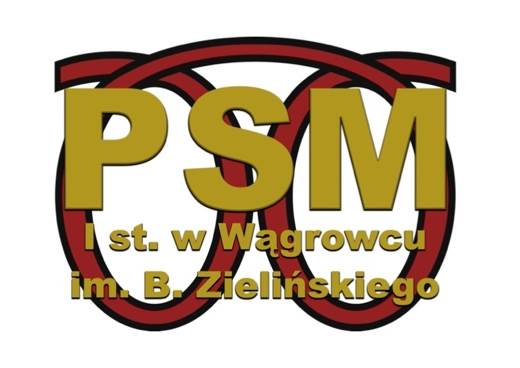 PSM
I st. w Wągrowcu
im. B. Zielińskiego